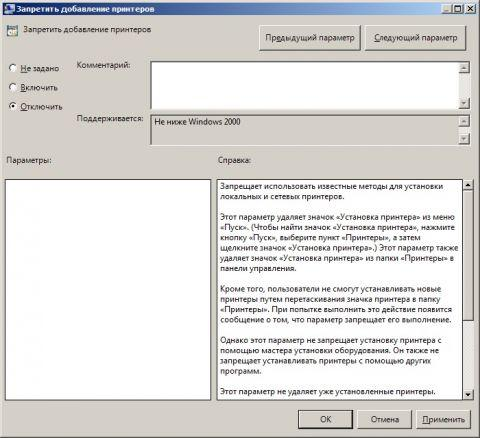 Запретить добавление принтеров
Запретить добавление принтеров
Предыдущий параметр
Следующий параметр
Не задано
Комментарий:
Включить
Отключить
Поддерживается:
Не ниже Windows 2000
Параметры:
Справка:
Запрещает использовать известные методы для установки
локальных и сетевых принтеров.
Этот параметр удаляет значок «Установка принтера» из меню
«Пуск». (Чтобы найти значок «Установка принтера», нажмите
кнопку «Пуск», выберите пункт «Принтеры», а затем
щелкните значок «Установка принтера».) Этот параметр также
удаляет значок «Установка принтера» из папки «Принтеры» в
панели управления.
Кроме того, пользователи не смогут устанавливать новые
принтеры путем перетаскивания значка принтера в папку
«Принтеры». При попытке выполнить это действие появится
сообщение о том, что параметр запрещает его выполнение.
Однако этот параметр не запрещает установку принтера с
помощью мастера установки оборудования. Он также не
запрещает устанавливать принтеры с помощью других
программ.
Этот параметр не удаляет уже установленные принтеры.
ОК
Отмена
Применить